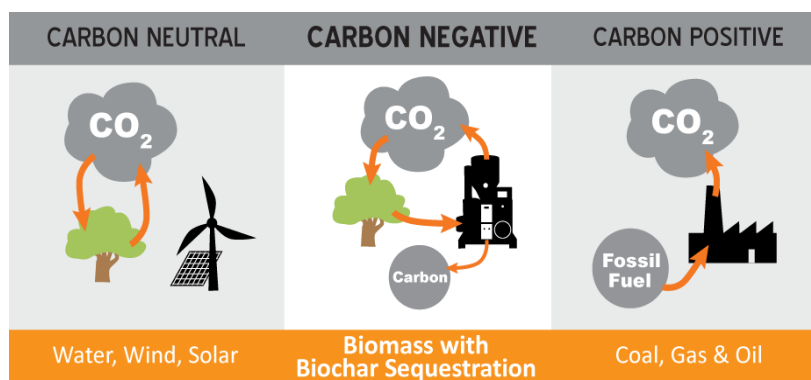 CARBON NEUTRAL
CO₂
Water, Wind, Solar
CARBON NEGATIVE
CO₂
Carbon
Biomass with
Biochar Sequestration
CARBON POSITIVE
CO₂
Fossil
Fuel
Coal, Gas & Oil